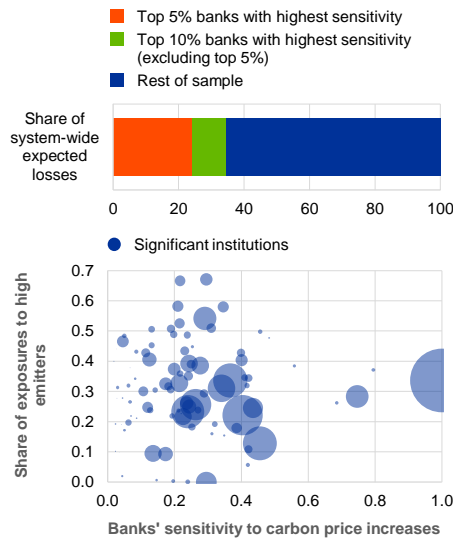 Top 5% banks with highest sensitivity
Top 10% banks with highest sensitivity
(excluding top 5%)
Rest of sample
Share of
system-wide
expected
losses
0 20 40 60 80 100
Significant institutions
Share of exposures to high
emitters
0.7
0.6
0.5
0.4
0.3
0.2
0.1
0.0
0.0 0.2 0.4 0.6 0.8 1.0
Banks' sensitivity to carbon price increases